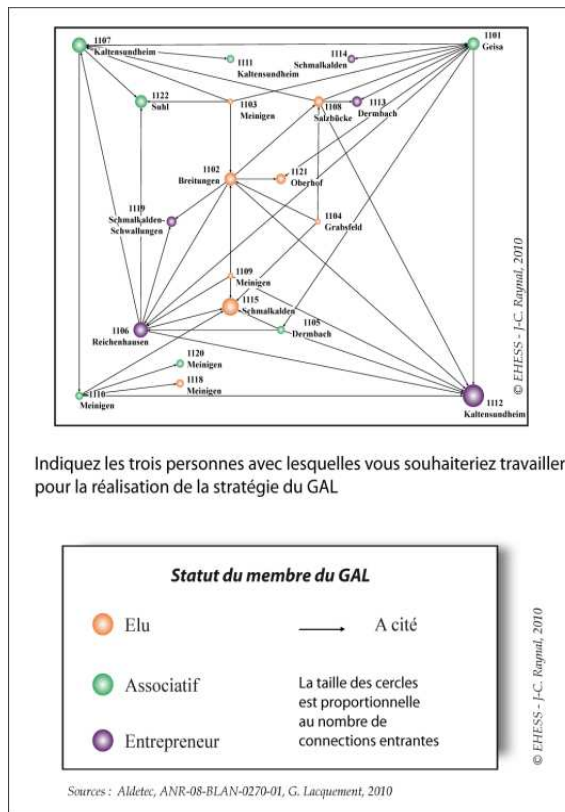 1107
Kaltensundheim
1111
Kaltensundheim
1114
Schmalkalden
1101
Geisa
1122
Suhl
1103
Meinigen
1108
Salzbücke
1113
Dermbach
1102
Breitungen
1121
Oberhof
1119
Schmalkalden-
Schwallungen
1104
Grabsfeld
1109
Meinigen
1115
Schmalkalden
1106
Reichenhausen
1105
Dermbach
1120
Meinigen
1118
Meinigen
1110
Meinigen
1112
Kaltensundheim
© EHESS - J-C. Raynal, 2010
Indiquez les trois personnes avec lesquelles vous souhaiteriez travailler
pour la réalisation de la stratégie du GAL
Statut du membre du GAL
Elu
A cité
Associatif
La taille des cercles
est proportionnelle
au nombre de
connections entrantes
Entrepreneur
© EHESS - J-C. Raynal, 2010
Sources : Aldetec, ANR-08-BLAN-0270-01, G. Lacquement, 2010